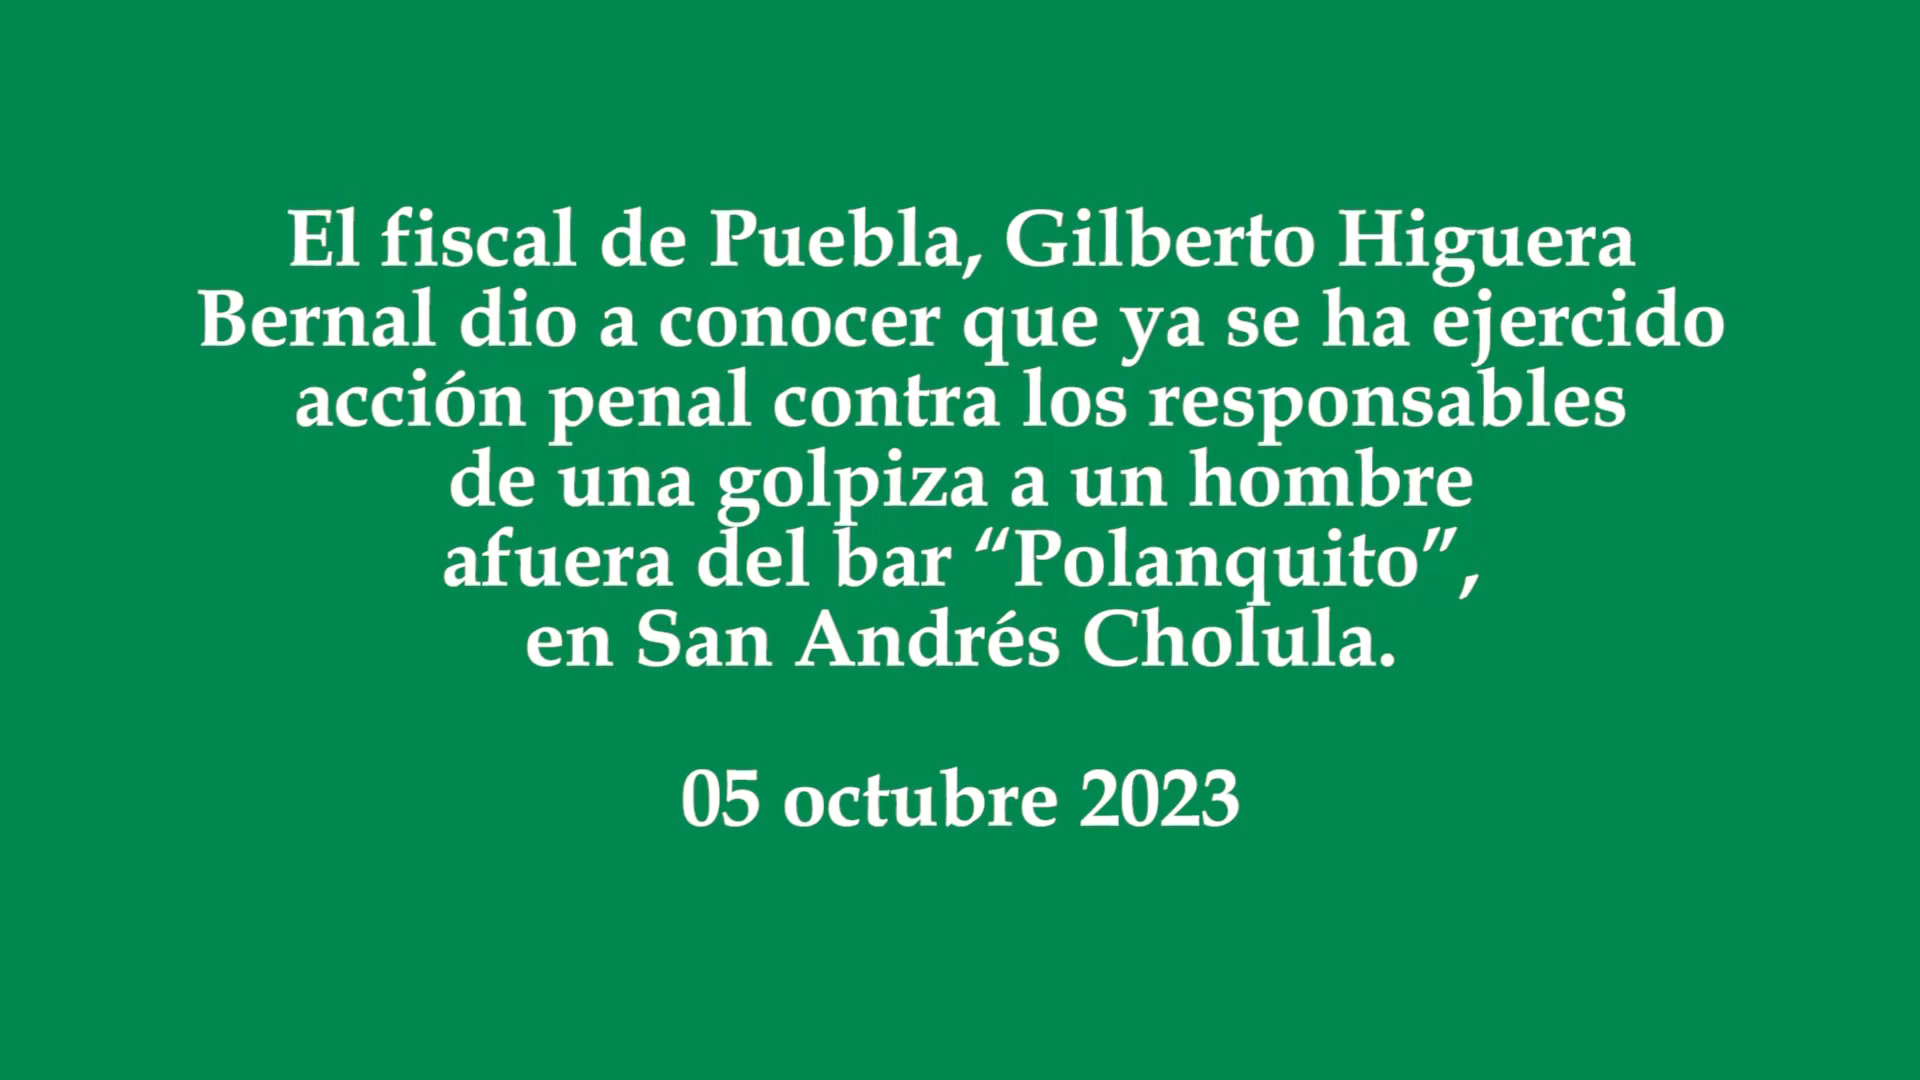 El fiscal de Puebla, Gilberto Higuera
Bernal dio a conocer que ya se ha ejercido
acción penal contra los responsables
de una golpiza a un hombre
afuera del bar “Polanquito”,
en San Andrés Cholula.
05 octubre 2023